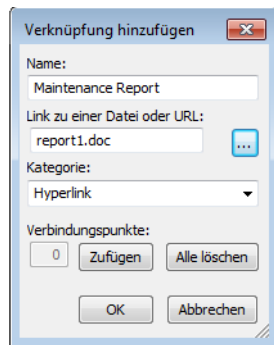 Verknüpfung hinzufügen
Name:
Maintenance Report
Link zu einer Datei oder URL:
report1.doc
...
Kategorie:
Hyperlink
Verbindungspunkte:
0 Zufügen Alle löschen
OK Abbrechen